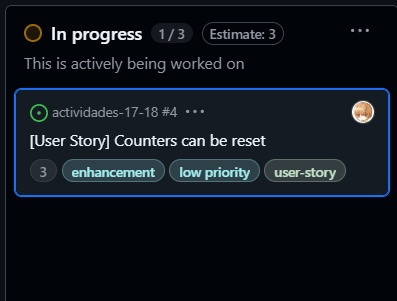 In progress 1 / 3 Estimate: 3 ...
This is actively being worked on
actividades-17-18 #4 ...
[User Story] Counters can be reset
3 enhancement low priority user-story